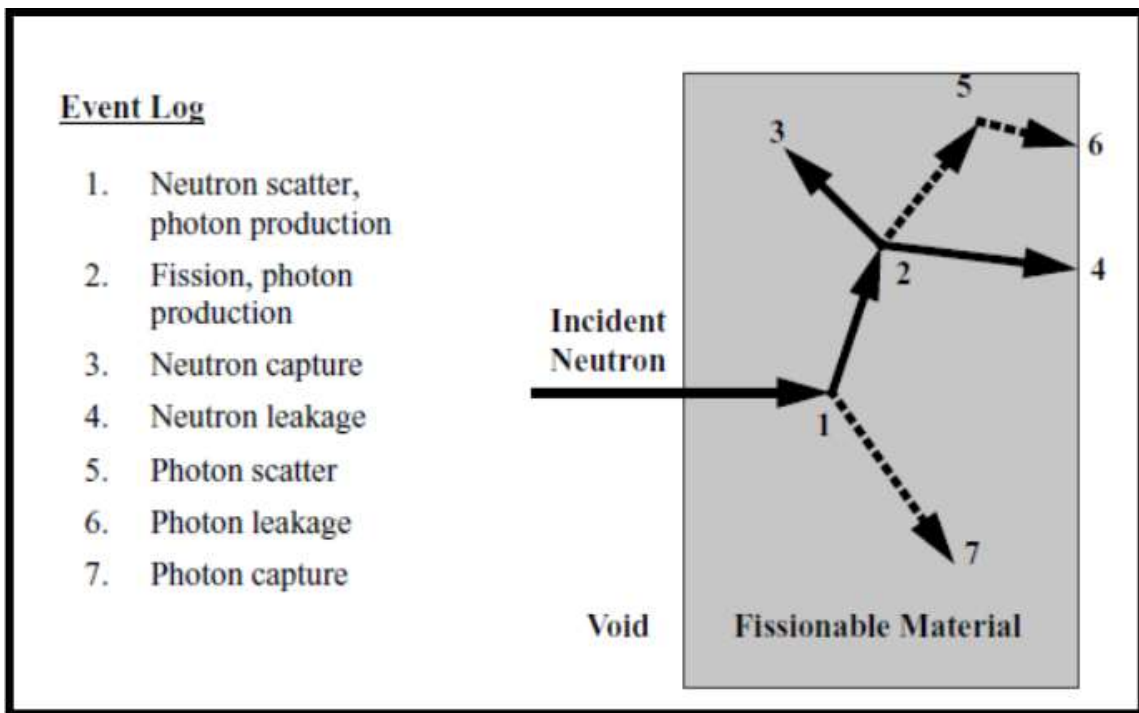 Event Log
1. Neutron scatter,
photon production
2. Fission, photon
production
3. Neutron capture
4. Neutron leakage
5. Photon scatter
6. Photon leakage
7. Photon capture
Incident
Neutron
Void
Fissionable Material
1
2
3
4
5
6
7